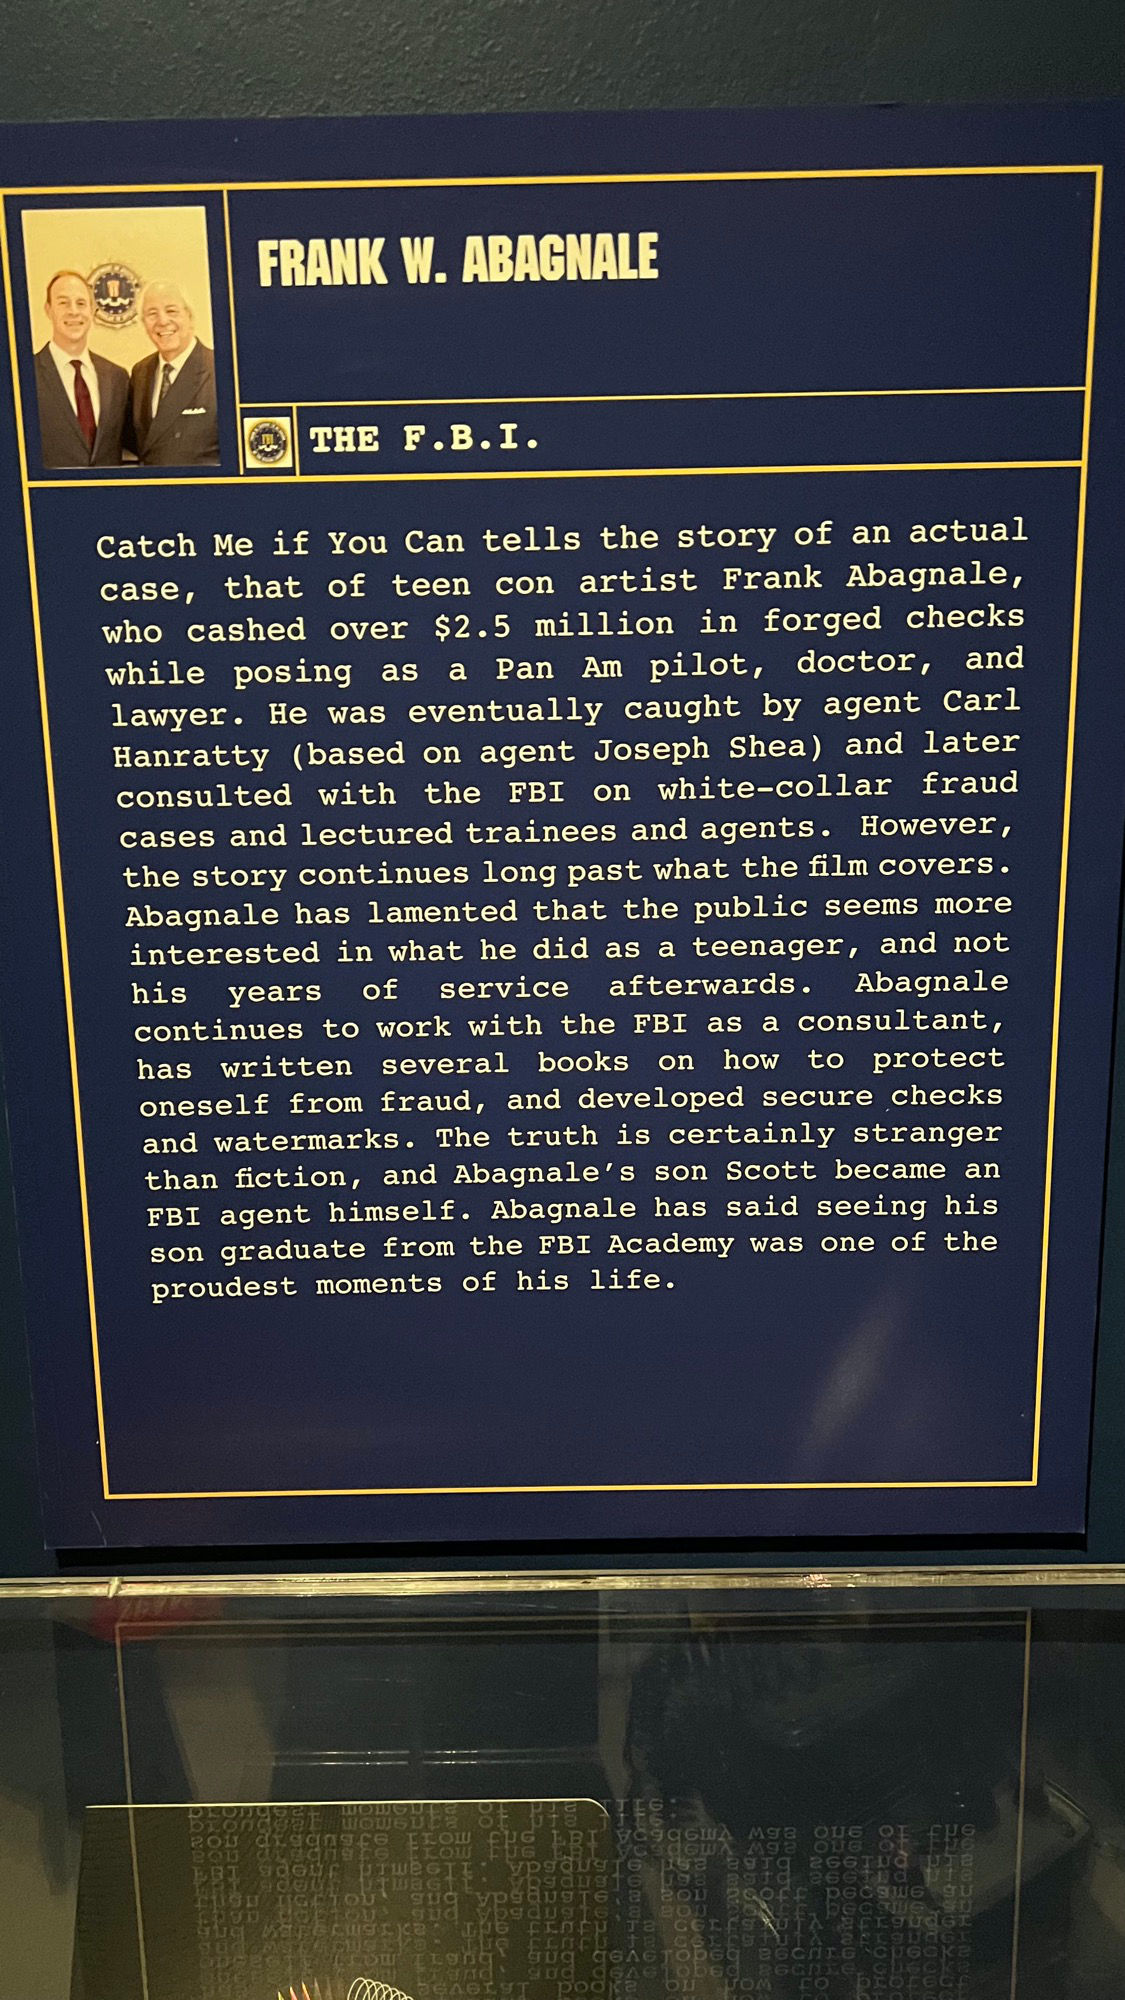 FRANK W. ABAGNALE
THE F.B.I.
Catch Me if You Can tells the story of an actual
case, that of teen con artist Frank Abagnale,
who cashed over $2.5 million in forged checks
while posing as a Pan Am pilot, doctor, and
lawyer. He was eventually caught by agent Carl
Hanratty (based on agent Joseph Shea) and later
consulted with the FBI on white-collar fraud
cases and lectured trainees and agents. However,
the story continues long past what the film covers.
Abagnale has lamented that the public seems more
interested in what he did as a teenager, and not
his years of service afterwards. Abagnale
continues to work with the FBI as a consultant,
has written several books on how to protect
oneself from fraud, and developed secure checks
and watermarks. The truth is certainly stranger
than fiction, and Abagnale's son Scott became an
FBI agent himself. Abagnale has said seeing his
son graduate from the FBI Academy was one of the
proudest moments of his life.